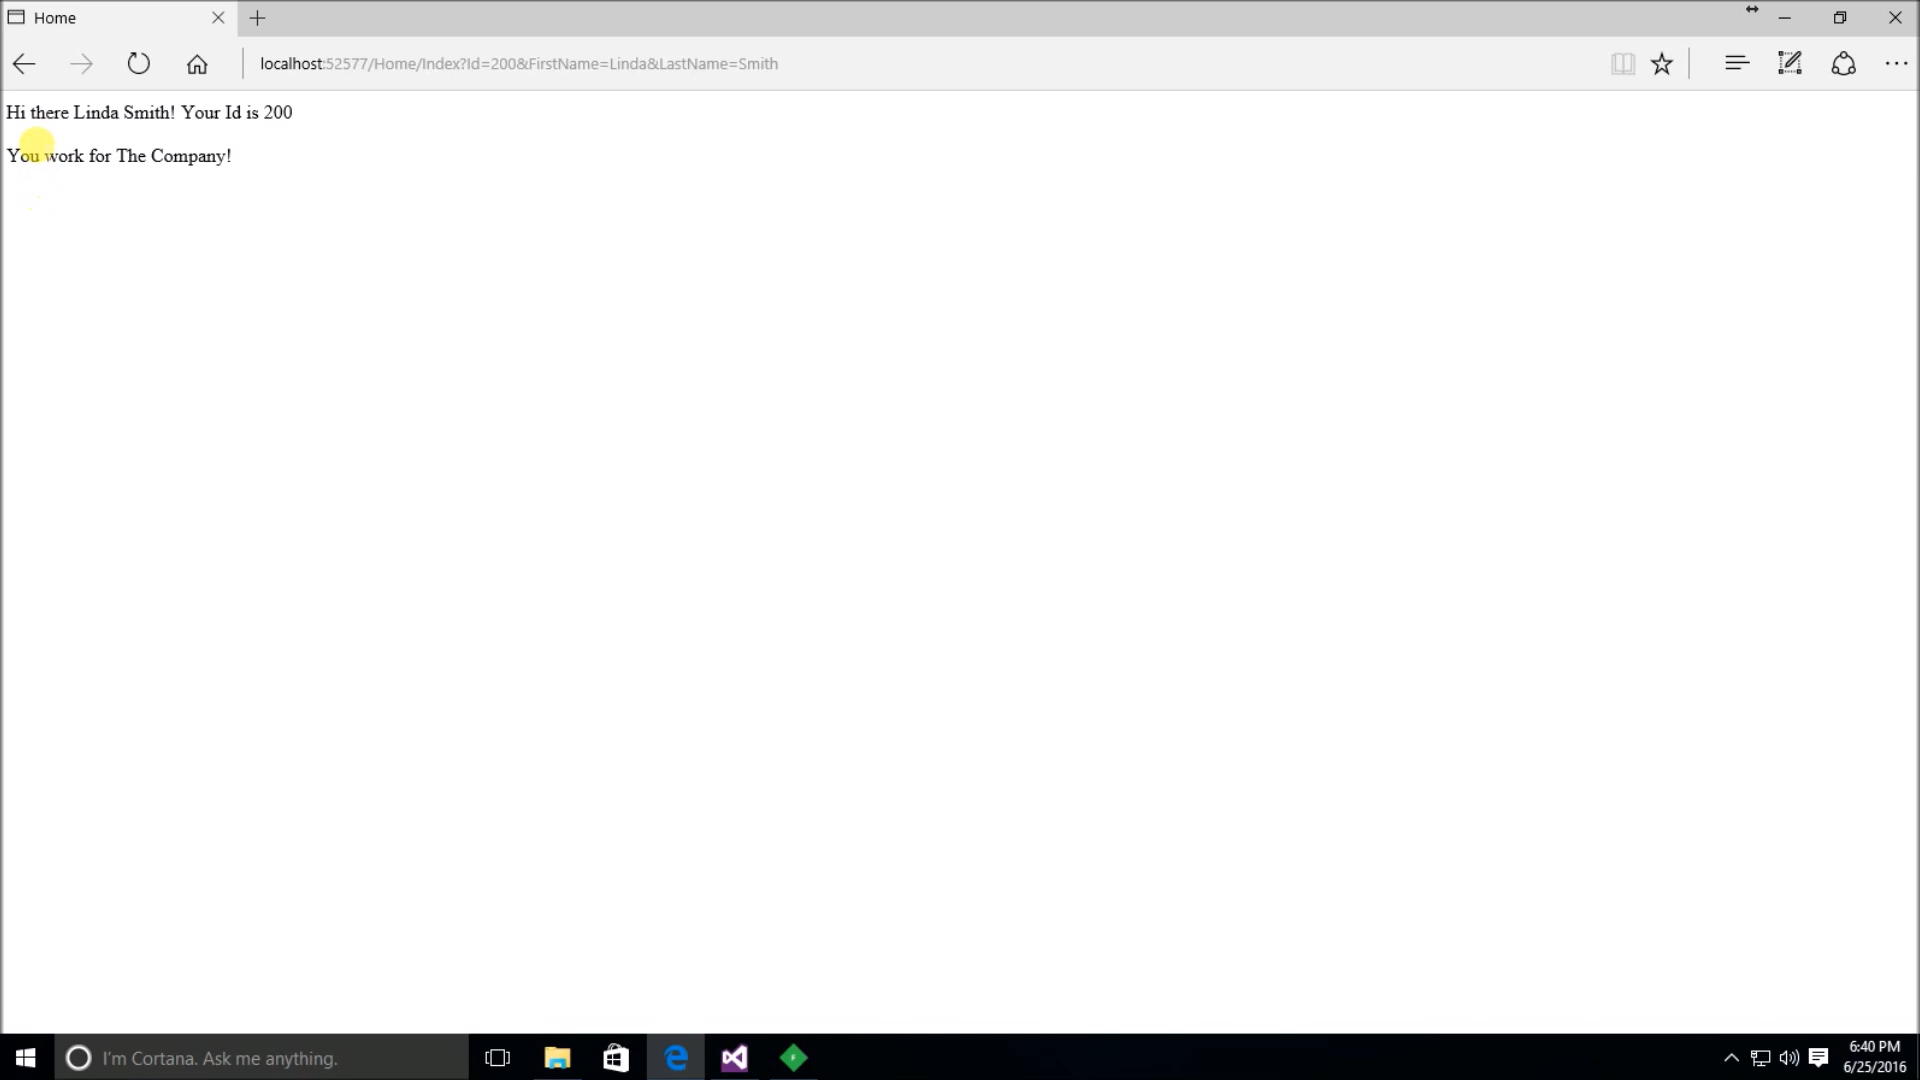 Home
localhost:52577/Home/Index?Id=200&FirstName=Linda&LastName=Smith
Hi there Linda Smith! Your Id is 200
You work for The Company!
I'm Cortana. Ask me anything.
6:40 PM
6/25/2016